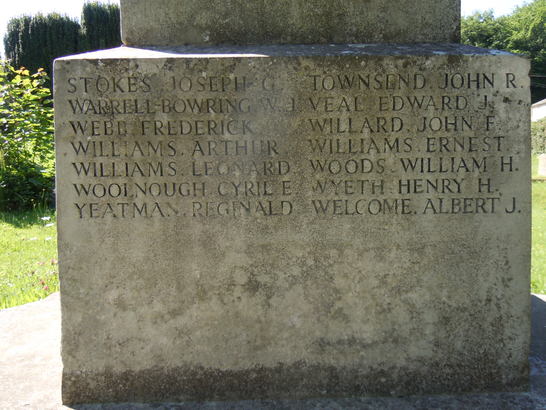 STOKES, JOSEPH G. TOWNSEND, JOHN R.
WARRELL-BOWRING W. J. VEAL EDWARD J.
WEBB FREDERICK WILLARD, JOHN F.
WILLIAMS, ARTHUR WILLIAMS, ERNEST
WILLIAMS, LEONARD WOODS, WILLIAM H.
WOOLNOUGH CYRIL E. WYETH, HENRY H.
YEATMAN, REGINALD WELCOME, ALBERT J.